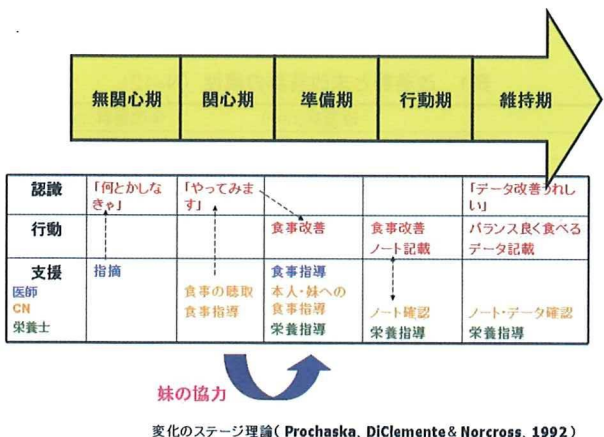 無関心期 関心期 準備期 行動期 維持期
認識 「何とかしな 「やってみま 「データ改善うれし
きゃ」 す」 い」
行動 食事改善 食事改善 バランス良く食べる
ノート記載 データ記載
支援 指摘 食事指導
医師 食事の聴取 本人・妹への
CN 食事指導 食事指導 ノート確認 ノート・データ確認
栄養士 栄養指導 栄養指導 栄養指導
妹の協力
変化のステージ理論( Prochaska, DiClemente & Norcross, 1992 )